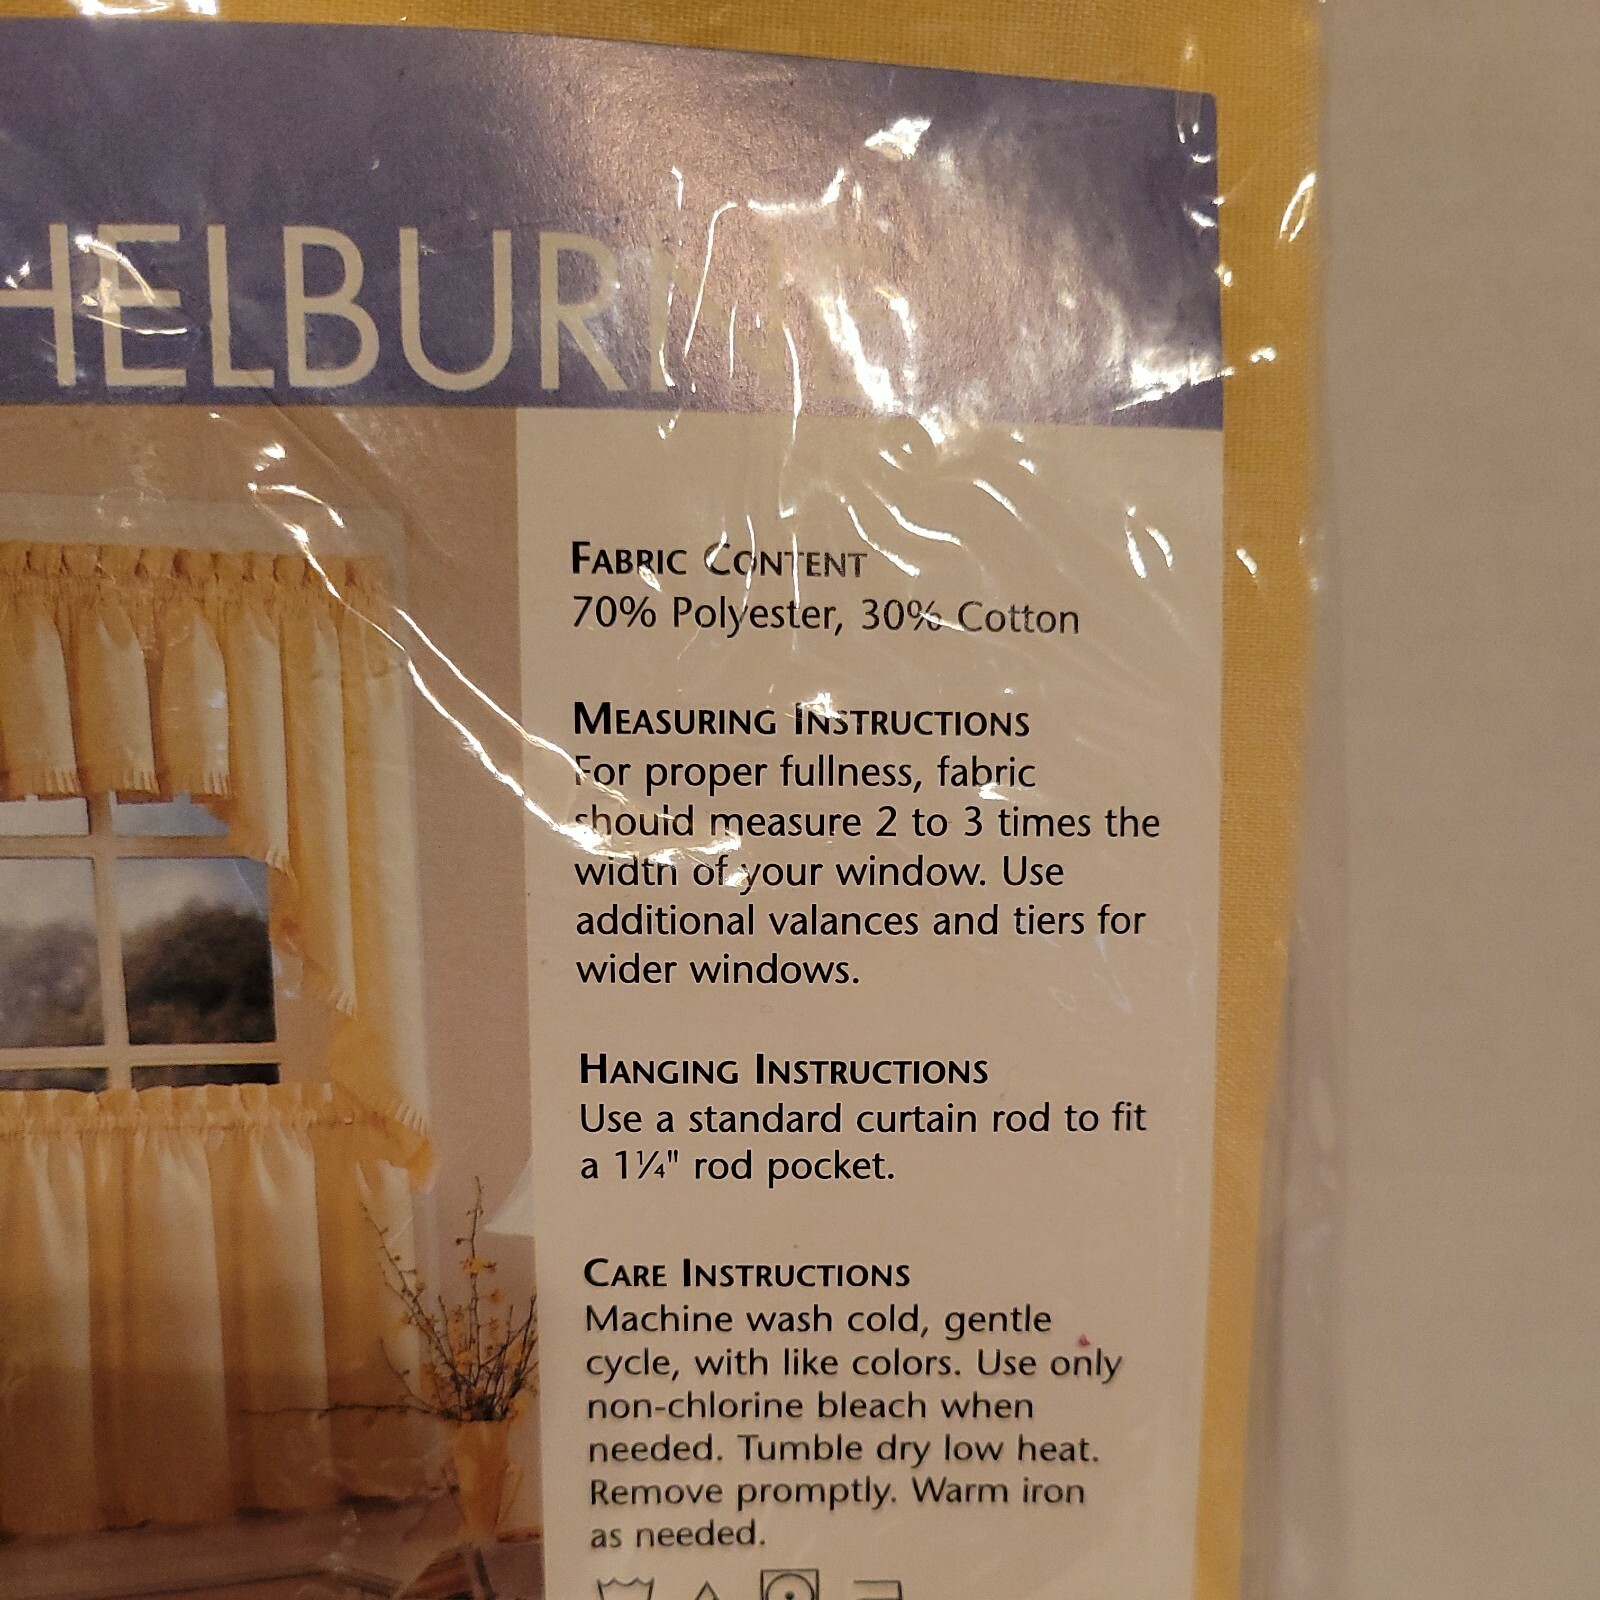 HELBURNE
FABRIC CONTENT
70% Polyester, 30% Cotton
MEASURING INSTRUCTIONS
For proper fullness, fabric
should measure 2 to 3 times the
width of your window. Use
additional valances and tiers for
wider windows.
HANGING INSTRUCTIONS
Use a standard curtain rod to fit
a 1¼" rod pocket.
CARE INSTRUCTIONS
Machine wash cold, gentle
cycle, with like colors. Use only
non-chlorine bleach when
needed. Tumble dry low heat.
Remove promptly. Warm iron
as needed.